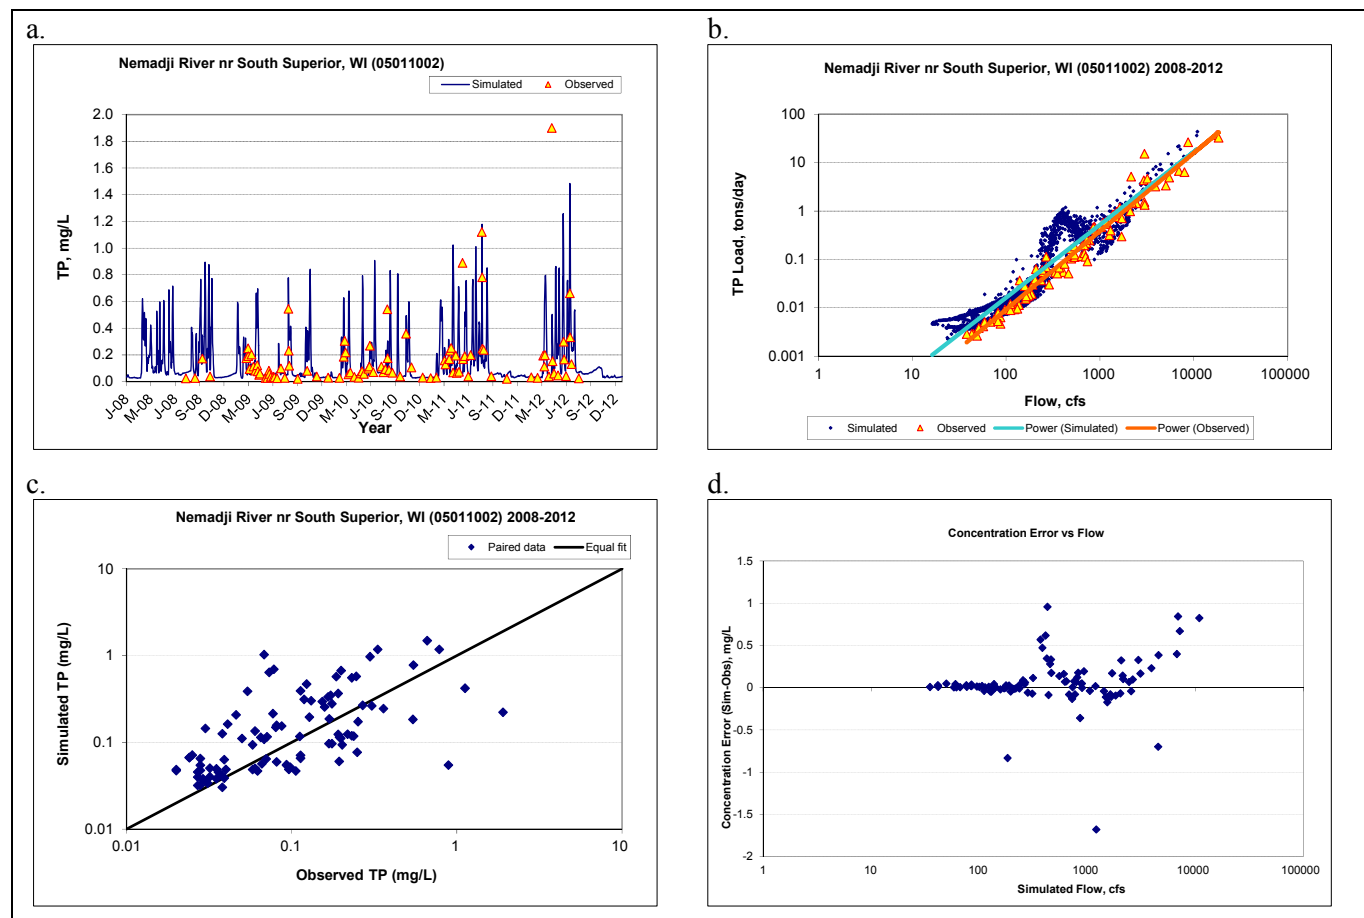 a.
Nemadji River nr South Superior, WI (05011002)
Simulated Observed
TP, mg/L
2.0
1.8
1.6
1.4
1.2
1.0
0.8
0.6
0.4
0.2
0.0
J-08 M-08 J-08 S-08 D-08 M-09 J-09 S-09 D-09 M-10 J-10 S-10 D-10 M-11 J-11 S-11 D-11 M-12 J-12 S-12 D-12
Year
b.
Nemadji River nr South Superior, WI (05011002) 2008-2012
TP Load, tons/day
100
10
1
0.1
0.01
0.001
1 10 100 1000 10000 100000
Flow, cfs
Simulated Observed Power (Simulated) Power (Observed)
c.
Nemadji River nr South Superior, WI (05011002) 2008-2012
Paired data Equal fit
Simulated TP (mg/L)
10
1
0.1
0.01
0.01 0.1 1 10
Observed TP (mg/L)
d.
Concentration Error vs Flow
Concentration Error (Sim-Obs), mg/L
1.5
1
0.5
0
-0.5
-1
-1.5
-2
1 10 100 1000 10000 100000
Simulated Flow, cfs